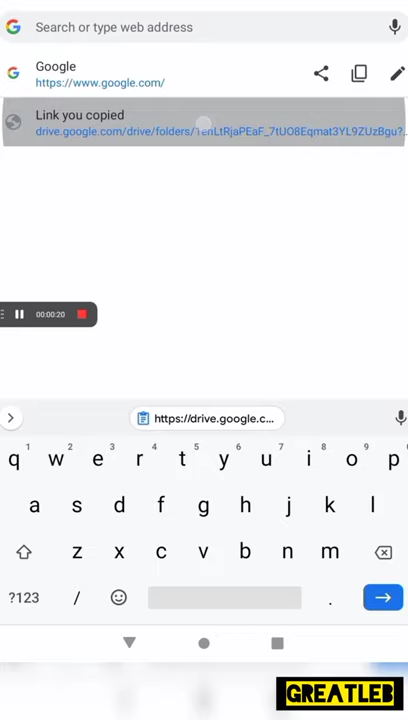 Search or type web address
Google
https://www.google.com/
Link you copied
drive.google.com/drive/folders/1enLtRjaPEaF_7tUO8Eqmat3YL9ZUzBgu?...
00:00:20
https://drive.google.c...
1 2 3 4 5 6 7 8 9
q w e r t y u i o p
a s d f g h j k l
z x c v b n m
?123 / .
GREATLEB